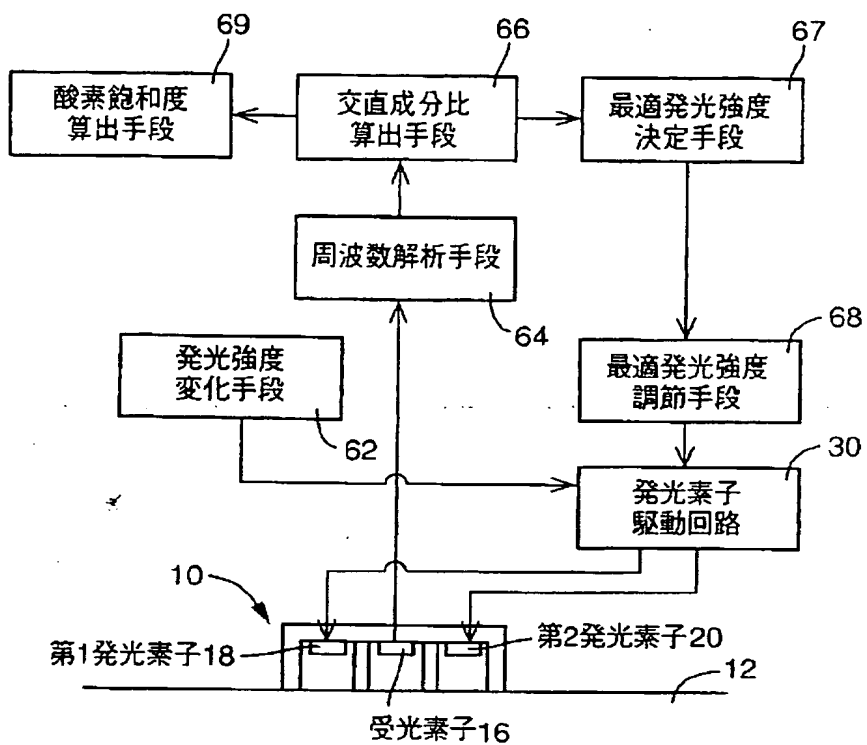 69
66
67
酸素飽和度
算出手段
交直成分比
算出手段
最適発光強度
決定手段
周波数解析手段
64
発光強度
変化手段
62
68
最適発光強度
調節手段
30
発光素子
駆動回路
10
第1発光素子18
第2発光素子20
12
受光素子16